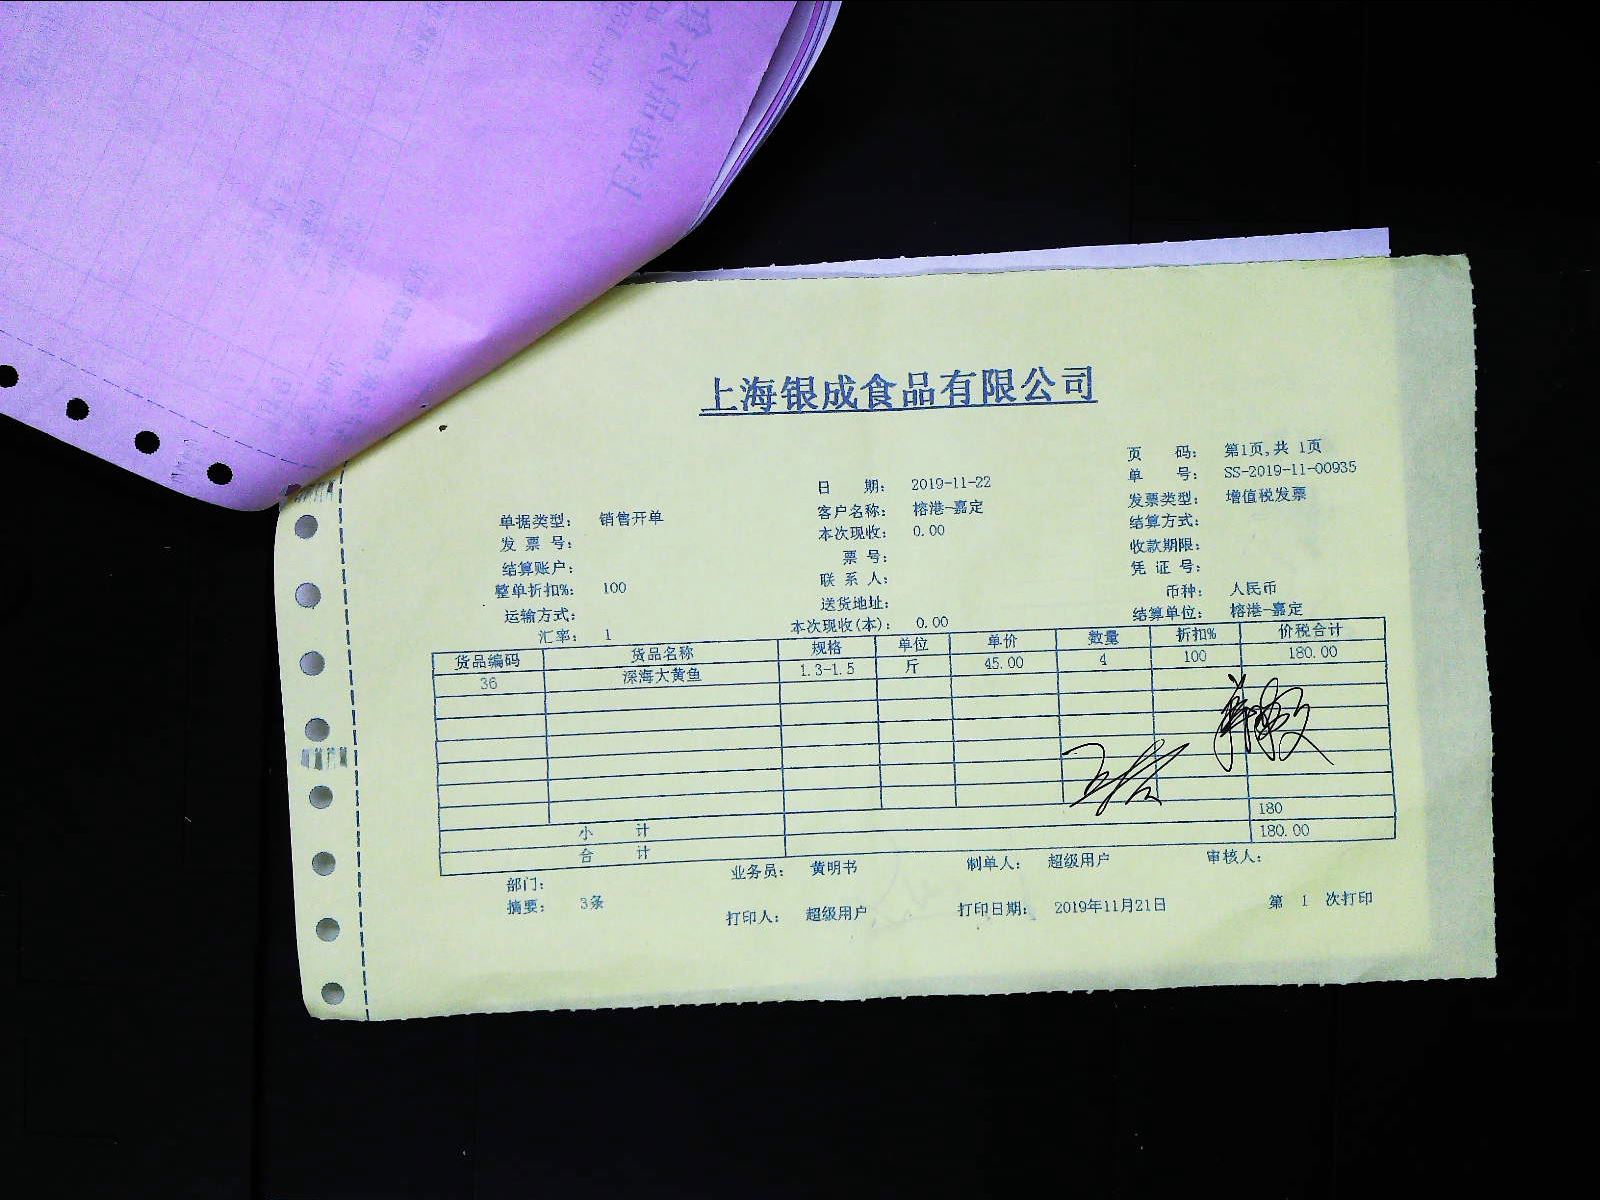 上海银成食品有限公司
页 码: 第1页,共 1页
日 期: 2019-11-22 单 号: SS-2019-11-00935
单据类型: 销售开单 客户名称: 榕港-嘉定 发票类型: 增值税发票
发 票 号: 本次现收: 0.00 结算方式:
结算账户: 票 号: 收款期限:
整单折扣%: 100 联 系 人: 凭 证 号:
运输方式: 送货地址: 币种: 人民币
汇率: 1 本次现收(本): 0.00 结算单位: 榕港-嘉定
货品编码 货品名称 规格 单位 单价 数量 折扣% 价税合计
36 深海大黄鱼 1.3-1.5 斤 45.00 4 100 180.00
小 计 180
合 计 180.00
部门: 业务员: 黄明书 制单人: 超级用户 审核人:
摘要: 3条 打印人: 超级用户 打印日期: 2019年11月21日 第 1 次打印